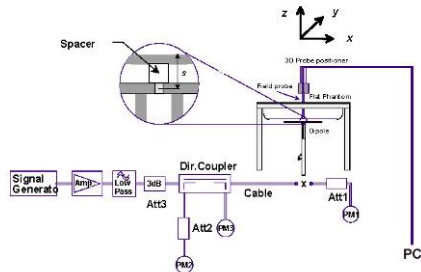 z
y
x
Spacer
s
3D Probe positioner
Field probe
Flat Phantom
Dipole
Signal
Generato
Amp
Low
Pass
3dB
Att3
Dir.Coupler
Cable
x
Att1
PM1
Att2
PM3
PM2
PC